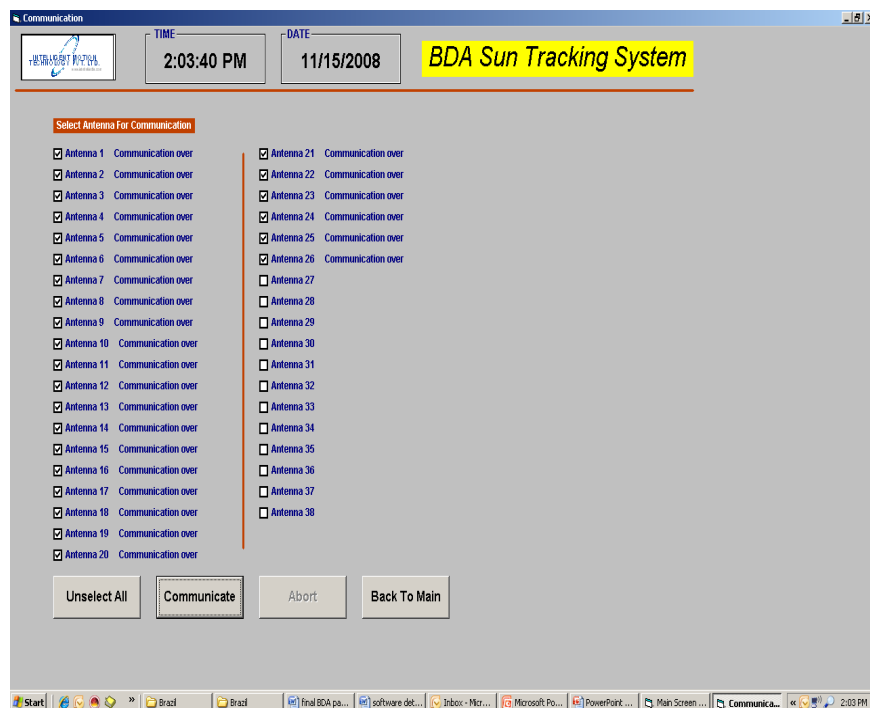 Communication
INTELLIGENT MOTION
TECHNOLOGY PVT. LTD.
TIME
2:03:40 PM
DATE
11/15/2008
BDA Sun Tracking System
Select Antenna For Communication
Antenna 1 Communication over
Antenna 2 Communication over
Antenna 3 Communication over
Antenna 4 Communication over
Antenna 5 Communication over
Antenna 6 Communication over
Antenna 7 Communication over
Antenna 8 Communication over
Antenna 9 Communication over
Antenna 10 Communication over
Antenna 11 Communication over
Antenna 12 Communication over
Antenna 13 Communication over
Antenna 14 Communication over
Antenna 15 Communication over
Antenna 16 Communication over
Antenna 17 Communication over
Antenna 18 Communication over
Antenna 19 Communication over
Antenna 20 Communication over
Antenna 21 Communication over
Antenna 22 Communication over
Antenna 23 Communication over
Antenna 24 Communication over
Antenna 25 Communication over
Antenna 26 Communication over
Antenna 27
Antenna 28
Antenna 29
Antenna 30
Antenna 31
Antenna 32
Antenna 33
Antenna 34
Antenna 35
Antenna 36
Antenna 37
Antenna 38
Unselect All Communicate Abort Back To Main
Start » Brazil Brazil final BDA pa... software det... Inbox - Micr... Microsoft Po... PowerPoint ... Main Screen ... Communica... « 2:03 PM